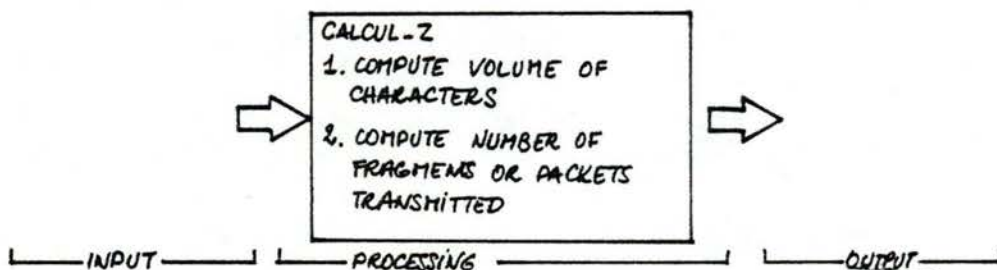 CALCUL-Z
1. COMPUTE VOLUME OF
CHARACTERS
2. COMPUTE NUMBER OF
FRAGMENTS OR PACKETS
TRANSMITTED
INPUT PROCESSING OUTPUT